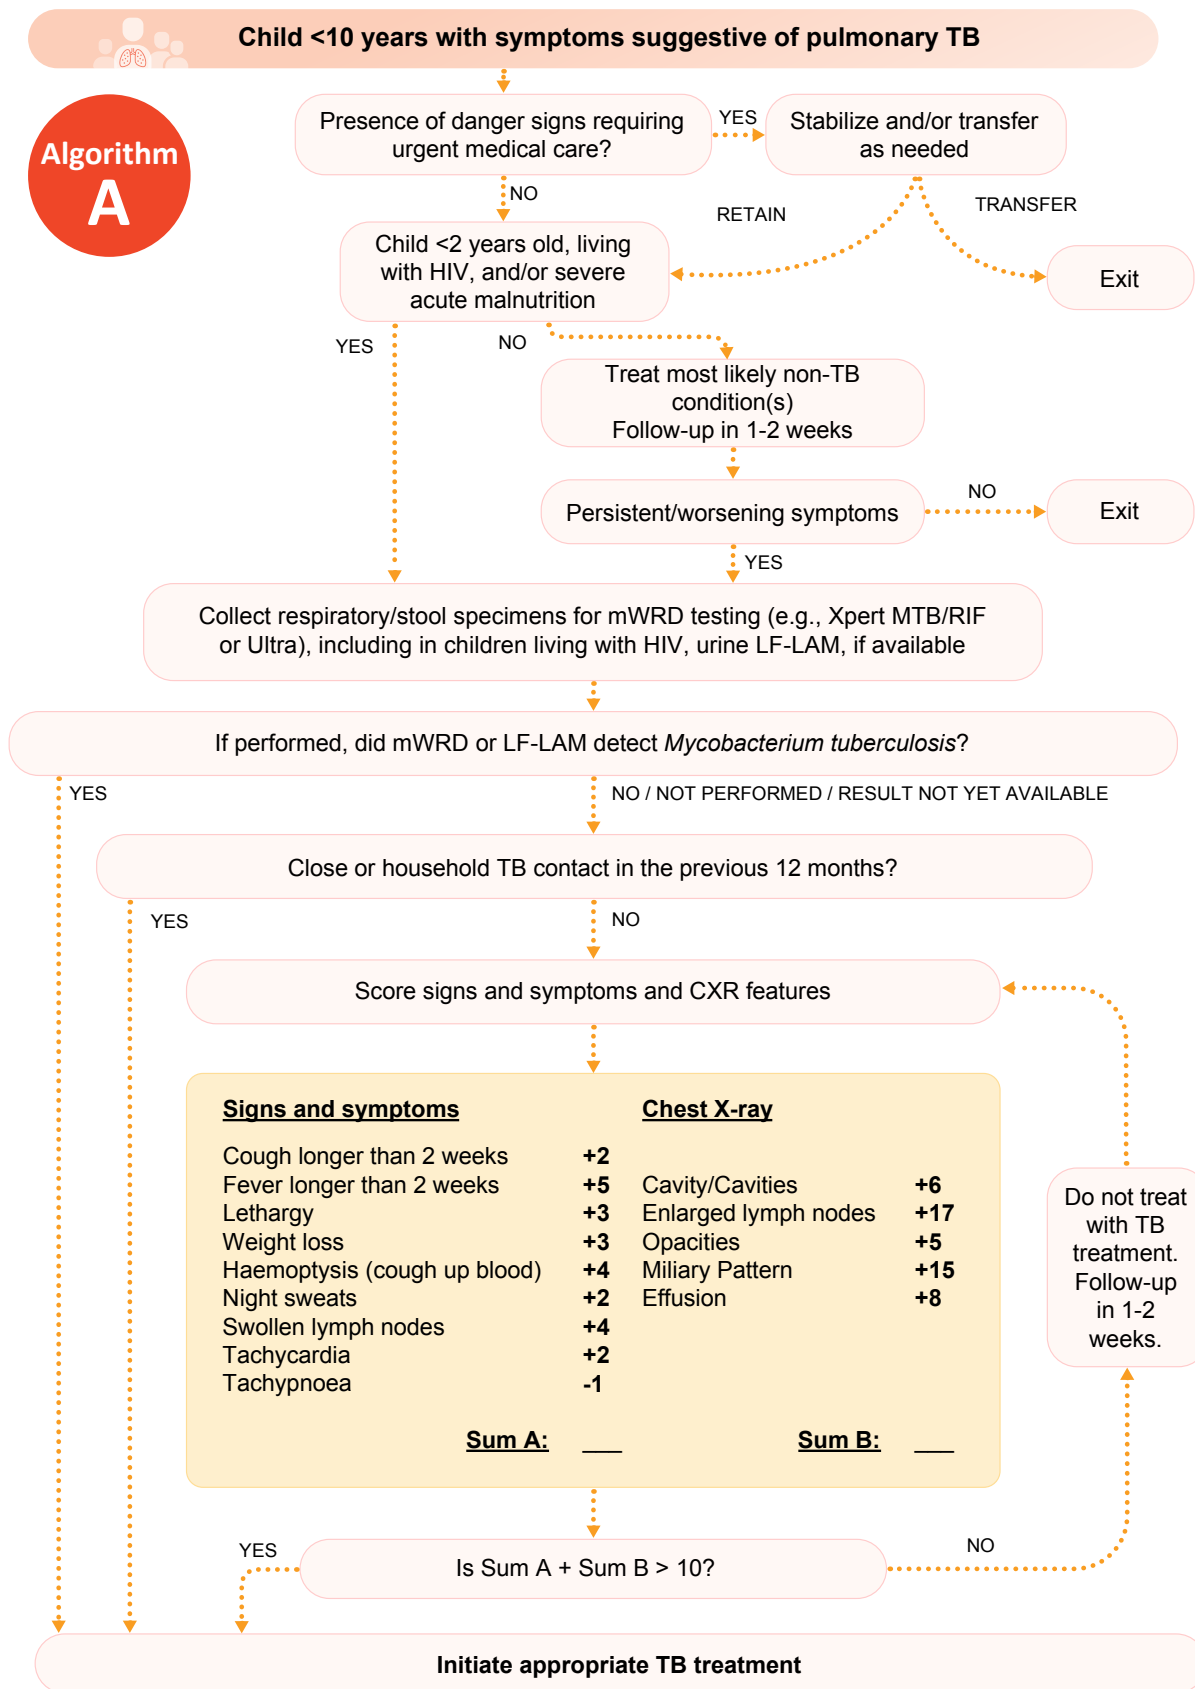 Child <10 years with symptoms suggestive of pulmonary TB
Algorithm
A
Presence of danger signs requiring
urgent medical care?
YES
Stabilize and/or transfer
as needed
NO
RETAIN
TRANSFER
Child <2 years old, living
with HIV, and/or severe
acute malnutrition
Exit
YES
NO
Treat most likely non-TB
condition(s)
Follow-up in 1-2 weeks
Persistent/worsening symptoms
NO
Exit
YES
Collect respiratory/stool specimens for mWRD testing (e.g., Xpert MTB/RIF
or Ultra), including in children living with HIV, urine LF-LAM, if available
If performed, did mWRD or LF-LAM detect Mycobacterium tuberculosis?
YES
NO / NOT PERFORMED / RESULT NOT YET AVAILABLE
Close or household TB contact in the previous 12 months?
YES
NO
Score signs and symptoms and CXR features
Signs and symptoms
Cough longer than 2 weeks +2
Fever longer than 2 weeks +5
Lethargy +3
Weight loss +3
Haemoptysis (cough up blood) +4
Night sweats +2
Swollen lymph nodes +4
Tachycardia +2
Tachypnoea -1
Sum A: ___
Chest X-ray
Cavity/Cavities +6
Enlarged lymph nodes +17
Opacities +5
Miliary Pattern +15
Effusion +8
Sum B: ___
Do not treat
with TB
treatment.
Follow-up
in 1-2
weeks.
YES
Is Sum A + Sum B > 10?
NO
Initiate appropriate TB treatment